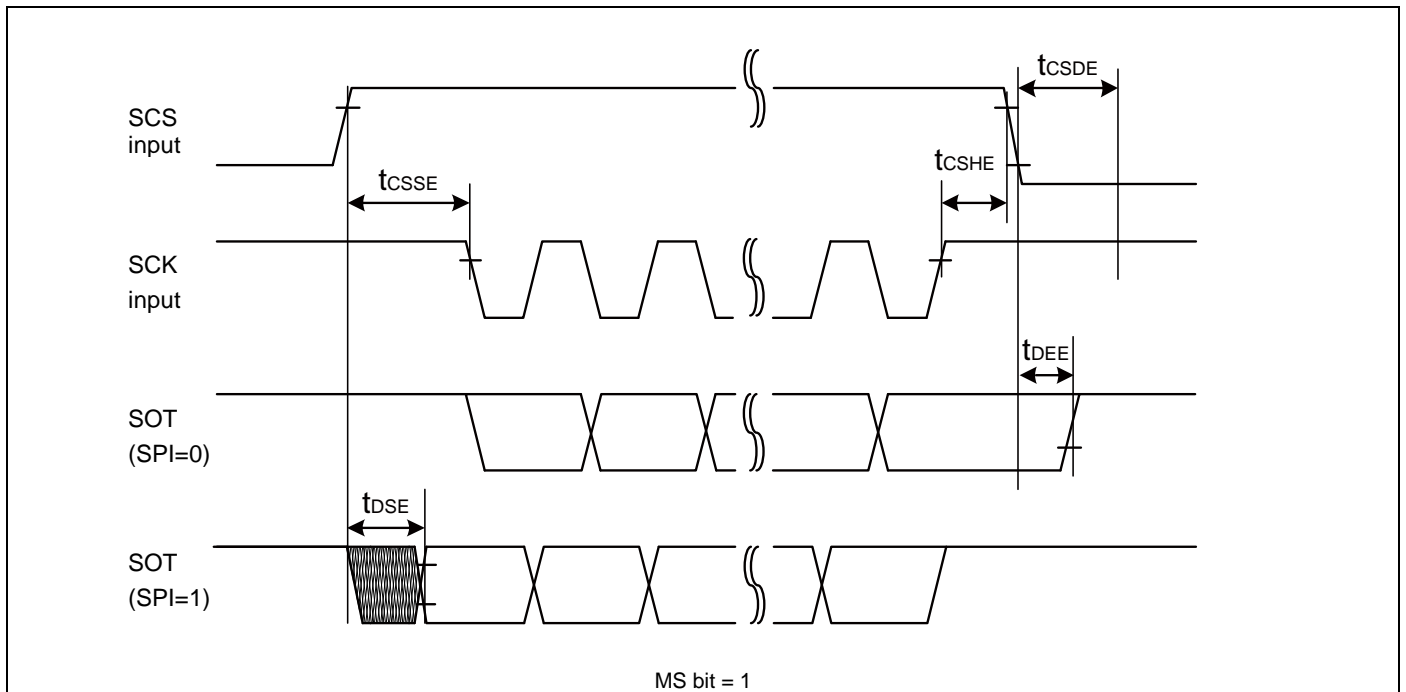 tCSDE
SCS
input
tCSHE
tCSSE
SCK
input
tDEE
SOT
(SPI=0)
tDSE
SOT
(SPI=1)
MS bit = 1